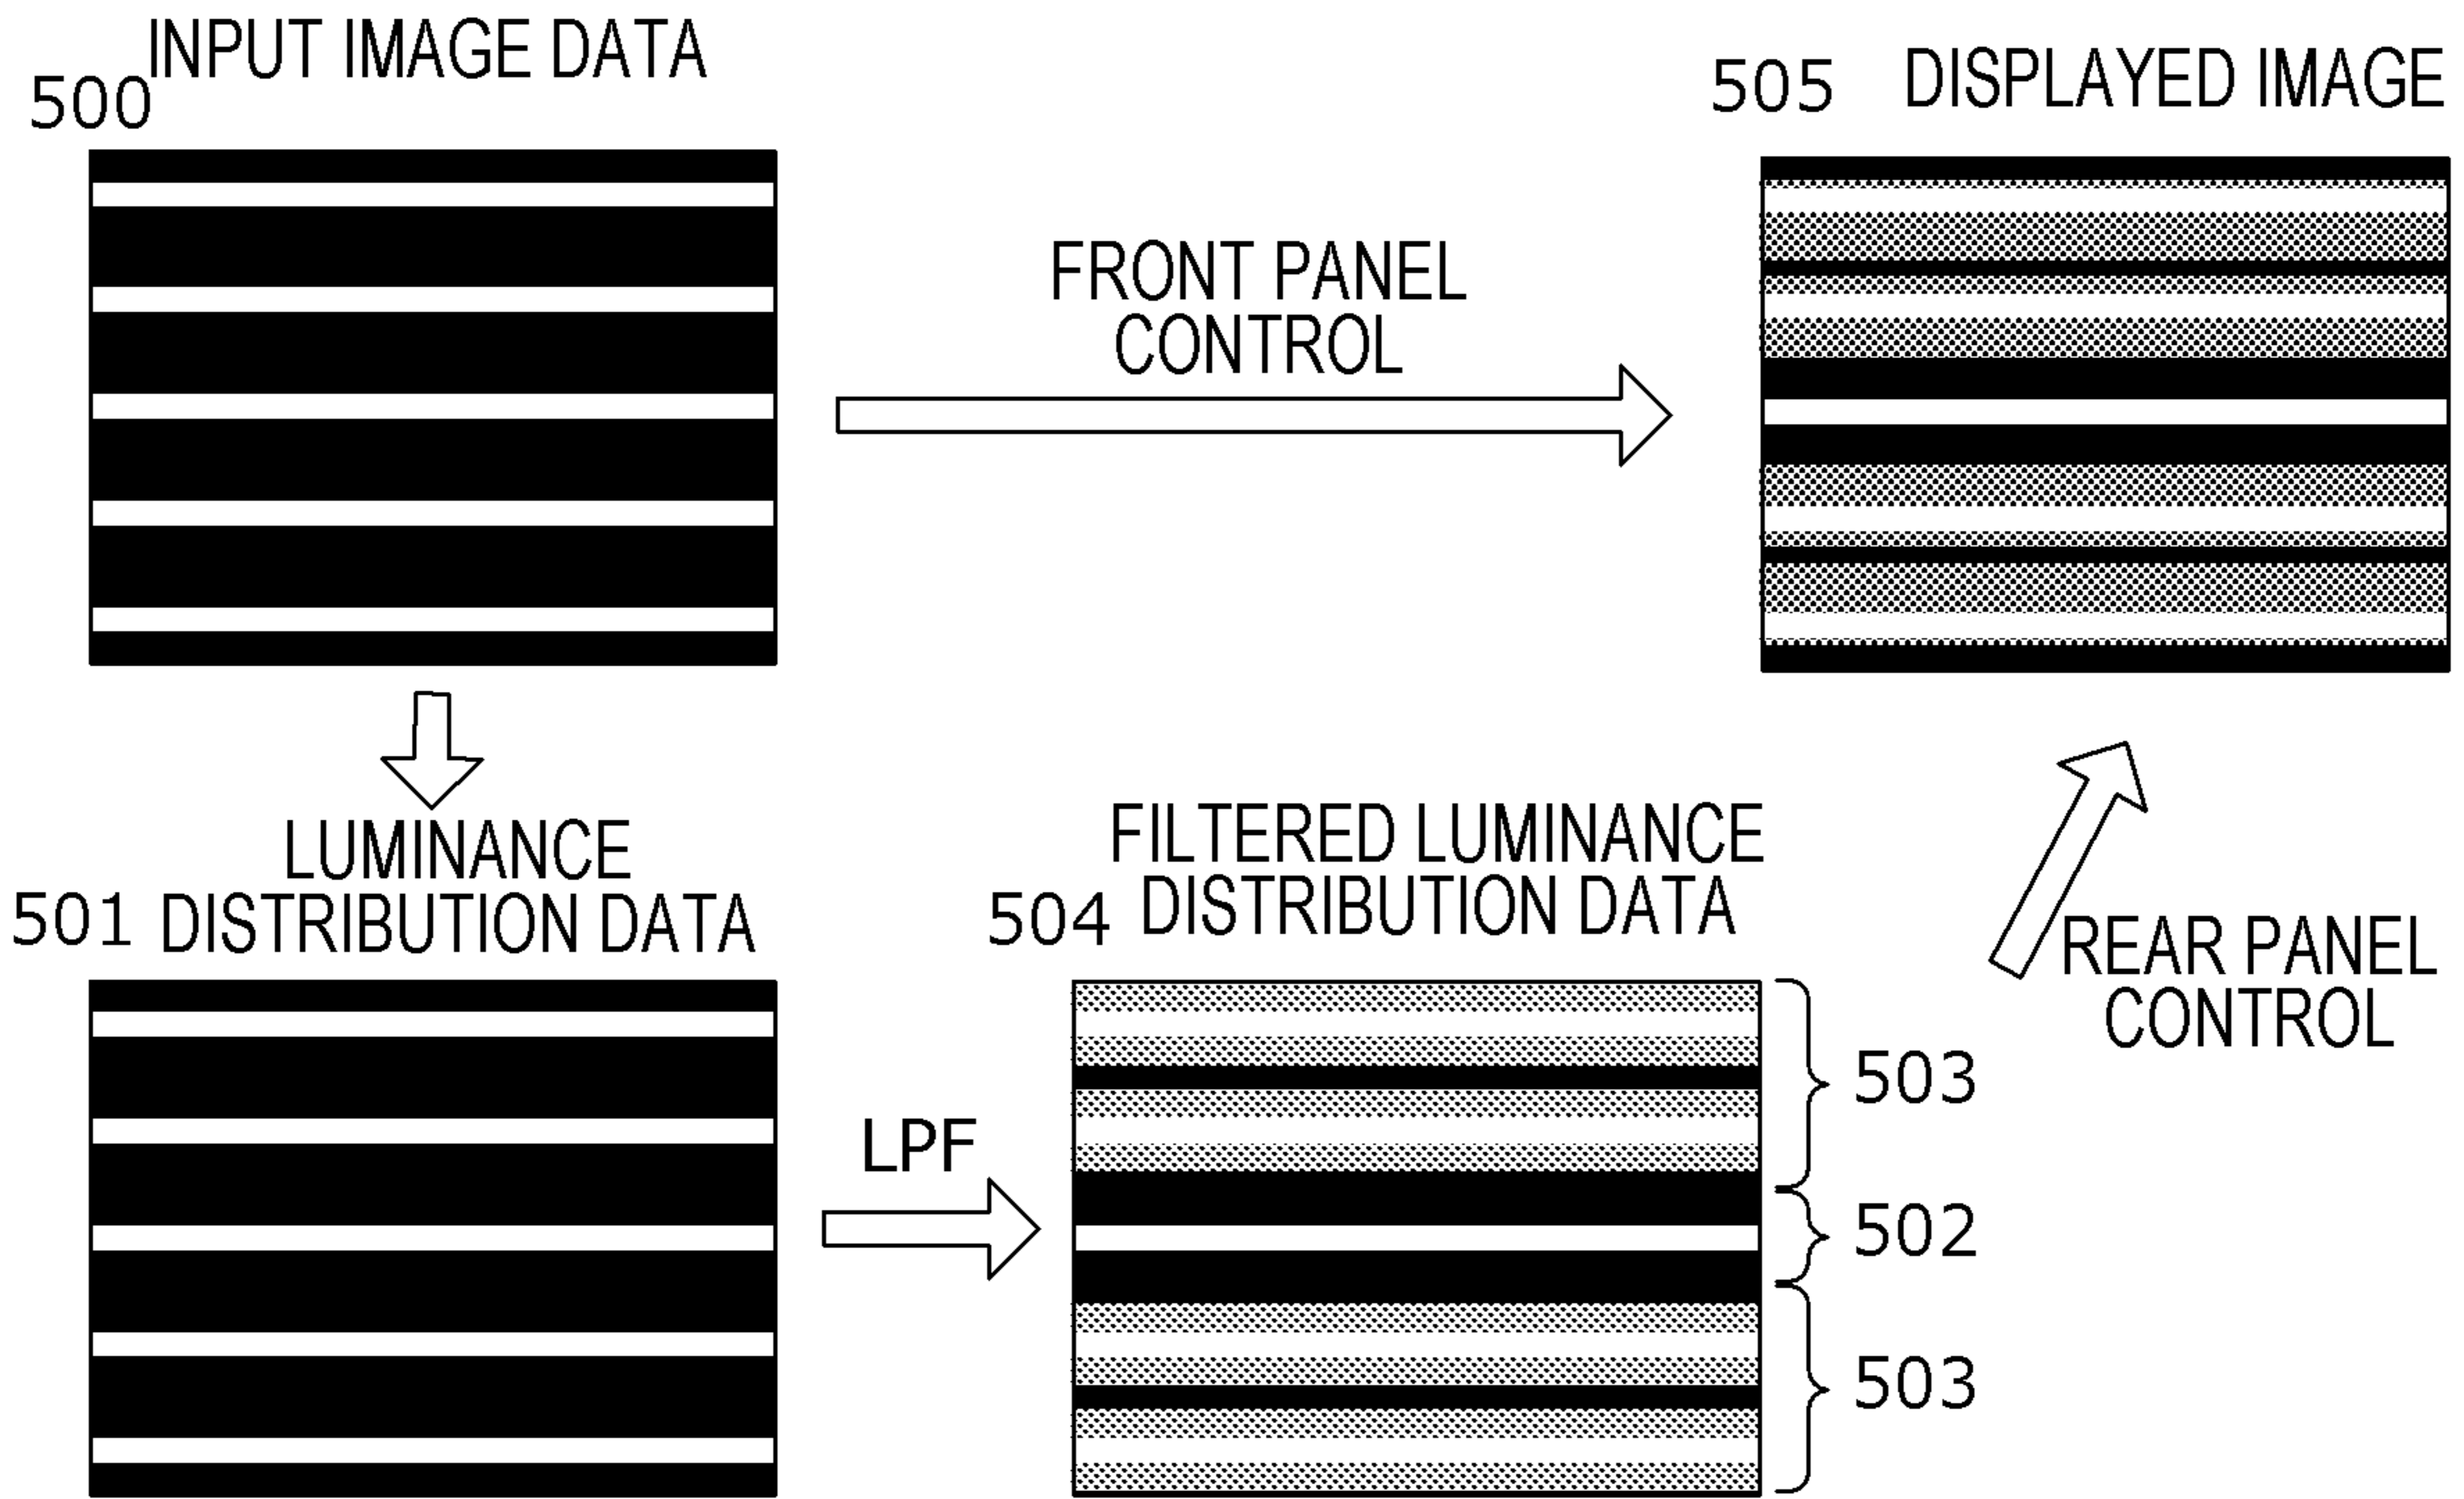 INPUT IMAGE DATA
500
505 DISPLAYED IMAGE
FRONT PANEL
CONTROL
LUMINANCE
501 DISTRIBUTION DATA
FILTERED LUMINANCE
504 DISTRIBUTION DATA
REAR PANEL
CONTROL
LPF
503
502
503